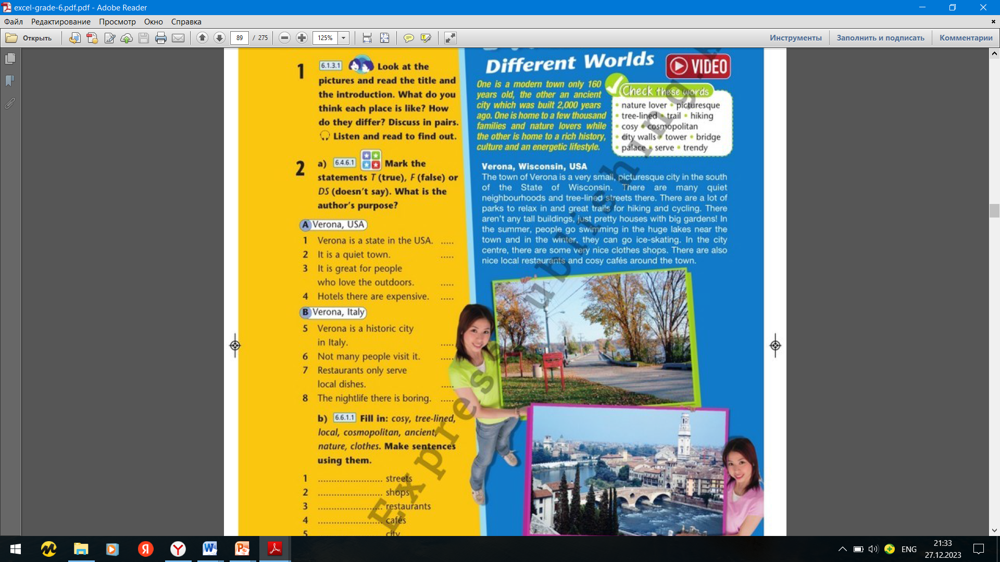 excel-grade-6.pdf.pdf - Adobe Reader
Файл Редактирование Просмотр Окно Справка
Открыть
89 / 275
125%
Инструменты Заполнить и подписать Комментарии
1 6.1.3.1 Look at the
pictures and read the title and
the introduction. What do you
think each place is like? How
do they differ? Discuss in pairs.
Listen and read to find out.
2 a) 6.4.6.1 Mark the
statements T (true), F (false) or
DS (doesn't say). What is the
author's purpose?
A Verona, USA
1 Verona is a state in the USA. .....
2 It is a quiet town. .....
3 It is great for people
who love the outdoors. .....
4 Hotels there are expensive. .....
B Verona, Italy
5 Verona is a historic city
in Italy. .....
6 Not many people visit it. .....
7 Restaurants only serve
local dishes. .....
8 The nightlife there is boring. .....
b) 6.6.1.1 Fill in: cosy, tree-lined,
local, cosmopolitan, ancient,
nature, clothes. Make sentences
using them.
1 ........................ streets
2 ........................ shops
3 ........................ restaurants
4 ........................ cafés
5 city
Different Worlds
VIDEO
One is a modern town only 160
years old, the other an ancient
city which was built 2,000 years
ago. One is home to a few thousand
families and nature lovers while
the other is home to a rich history,
culture and an energetic lifestyle.
Check these words
• nature lover • picturesque
• tree-lined • trail • hiking
• cosy • cosmopolitan
• city walls • tower • bridge
• palace • serve • trendy
Verona, Wisconsin, USA
The town of Verona is a very small, picturesque city in the south
of the State of Wisconsin. There are many quiet
neighbourhoods and tree-lined streets there. There are a lot of
parks to relax in and great trails for hiking and cycling. There
aren't any tall buildings, just pretty houses with big gardens! In
the summer, people go swimming in the huge lakes near the
town and in the winter, they can go ice-skating. In the city
centre, there are some very nice clothes shops. There are also
nice local restaurants and cosy cafés around the town.
Express Publishing
ENG
21:33
27.12.2023